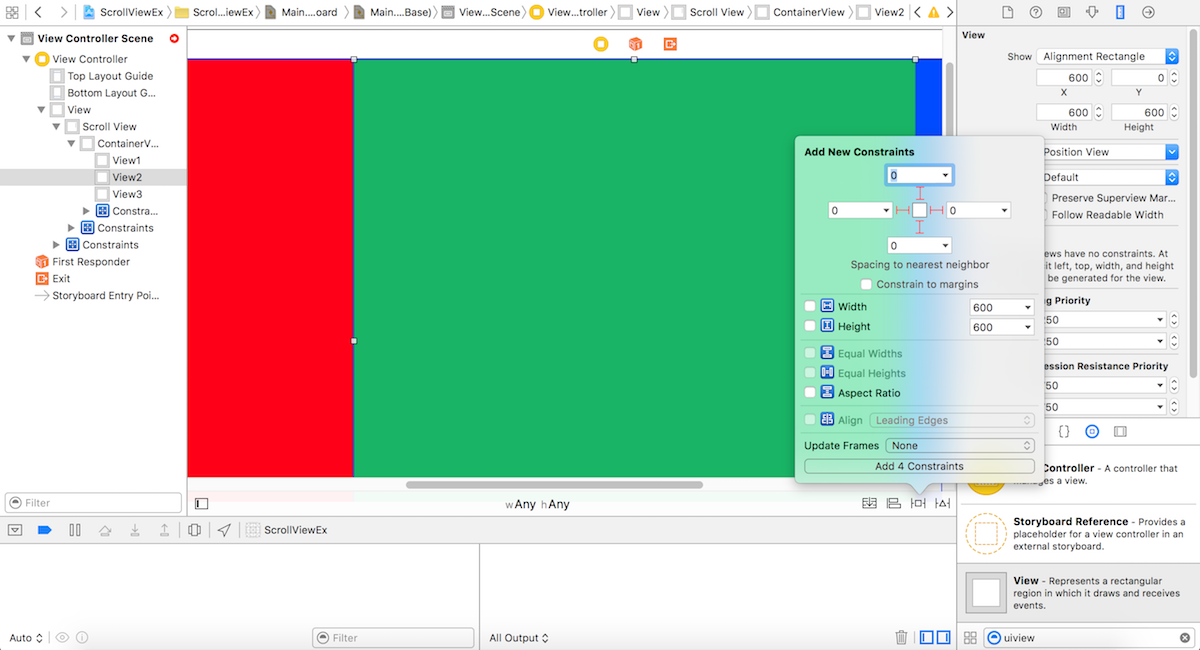 ScrollViewEx Scrol...iewEx Main....oard Main....Base) View...Scene View...troller View Scroll View ContainerView View2
View Controller Scene
View Controller
Top Layout Guide
Bottom Layout G...
View
Scroll View
ContainerV...
View1
View2
View3
Constra...
Constraints
Constraints
First Responder
Exit
Storyboard Entry Poi...
Filter
wAny hAny
Add New Constraints
0
0 0
0
Spacing to nearest neighbor
Constrain to margins
Width 600
Height 600
Equal Widths
Equal Heights
Aspect Ratio
Align Leading Edges
Update Frames None
Add 4 Constraints
View
Show Alignment Rectangle
600 0
X Y
600 600
Width Height
Position View
Default
Preserve Superview Mar...
Follow Readable Width
ews have no constraints. At
it left, top, width, and height
be generated for the view.
g Priority
50
50
ession Resistance Priority
50
50
{}
Controller - A controller that
manages a view.
Storyboard Reference - Provides a
placeholder for a view controller in an
external storyboard.
View - Represents a rectangular
region in which it draws and receives
events.
uiview
ScrollViewEx
Auto
Filter
All Output